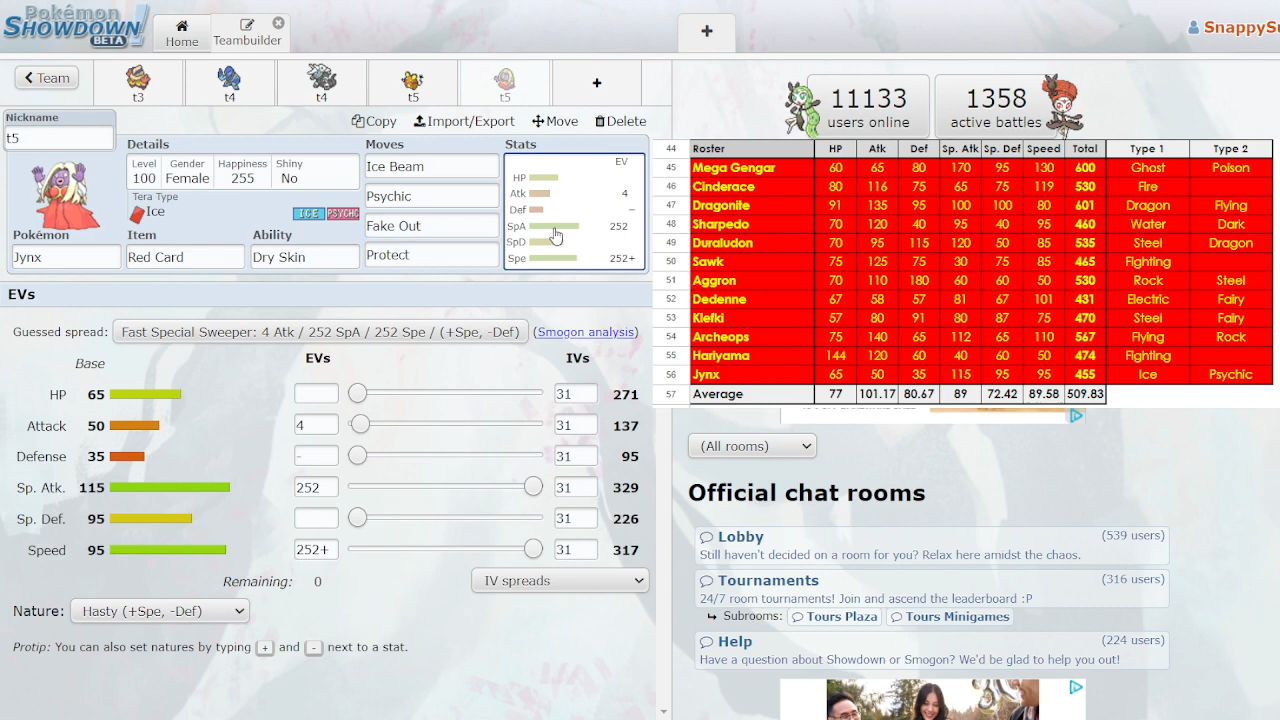 Pokémon
SHOWDOWN!
BETA
Home
Teambuilder
+
SnappySu
Team
t3
t4
t4
t5
t5
+
11133
users online
1358
active battles
Nickname
t5
Copy Import/Export Move Delete
Details
Level Gender Happiness Shiny
100 Female 255 No
Tera Type
Ice
ICE PSYCHC
Pokémon Item Ability
Jynx Red Card Dry Skin
Moves
Ice Beam
Psychic
Fake Out
Protect
Stats
EV
HP
Atk 4
Def –
SpA 252
SpD
Spe 252+
44 Roster HP Atk Def Sp. Atk Sp. Def Speed Total Type 1 Type 2
45 Mega Gengar 60 65 80 170 95 130 600 Ghost Poison
46 Cinderace 80 116 75 65 75 119 530 Fire
47 Dragonite 91 135 95 100 100 80 601 Dragon Flying
48 Sharpedo 70 120 40 95 40 95 460 Water Dark
49 Duraludon 70 95 115 120 50 85 535 Steel Dragon
50 Sawk 75 125 75 30 75 85 465 Fighting
51 Aggron 70 110 180 60 60 50 530 Rock Steel
52 Dedenne 67 58 57 81 67 101 431 Electric Fairy
53 Klefki 57 80 91 80 87 75 470 Steel Fairy
54 Archeops 75 140 65 112 65 110 567 Flying Rock
55 Hariyama 144 120 60 40 60 50 474 Fighting
56 Jynx 65 50 35 115 95 95 455 Ice Psychic
57 Average 77 101.17 80.67 89 72.42 89.58 509.83
EVs
Guessed spread: Fast Special Sweeper: 4 Atk / 252 SpA / 252 Spe / (+Spe, -Def) (Smogon analysis)
Base EVs IVs
HP 65 31 271
Attack 50 4 31 137
Defense 35 - 31 95
Sp. Atk. 115 252 31 329
Sp. Def. 95 31 226
Speed 95 252+ 31 317
Remaining: 0 IV spreads
Nature: Hasty (+Spe, -Def)
Protip: You can also set natures by typing + and - next to a stat.
(All rooms)
Official chat rooms
Lobby (539 users)
Still haven't decided on a room for you? Relax here amidst the chaos.
Tournaments (316 users)
24/7 room tournaments! Join and ascend the leaderboard :P
Subrooms: Tours Plaza Tours Minigames
Help (224 users)
Have a question about Showdown or Smogon? We'd be glad to help you out!